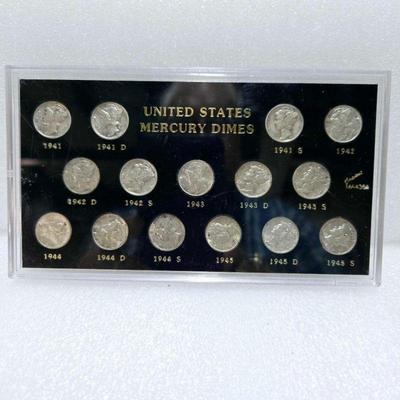 UNITED STATES
MERCURY DIMES
1941
1941 D
1941 S
1942
1942 D
1942 S
1943
1943 D
1943 S
1944
1944 D
1944 S
1945
1945 D
1945 S